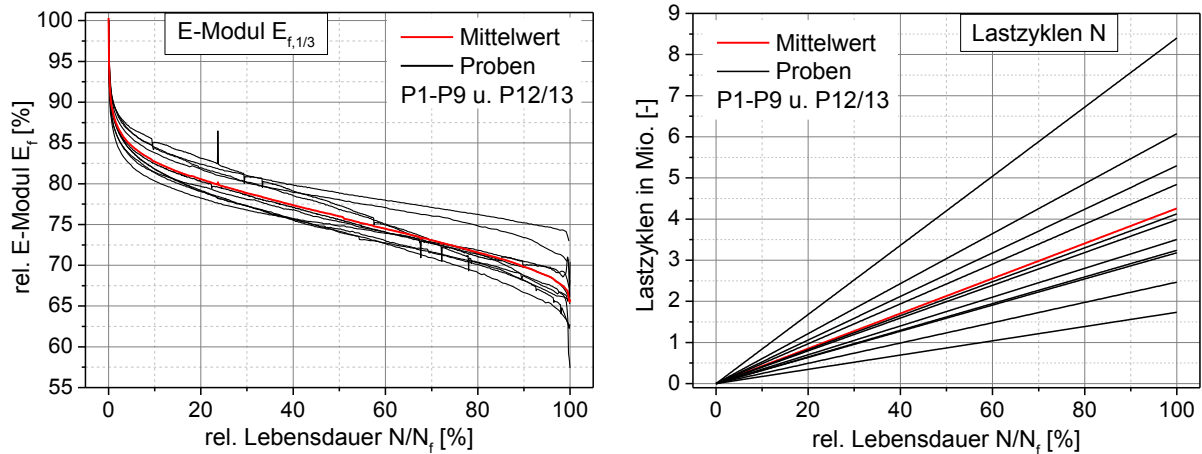 E-Modul E_f,1/3
Mittelwert
Proben
P1-P9 u. P12/13
rel. E-Modul E_f [%]
100
95
90
85
80
75
70
65
60
55
0
20
40
60
80
100
rel. Lebensdauer N/N_f [%]
Lastzyklen N
Mittelwert
Proben
P1-P9 u. P12/13
Lastzyklen in Mio. [-]
9
8
7
6
5
4
3
2
1
0
0
20
40
60
80
100
rel. Lebensdauer N/N_f [%]